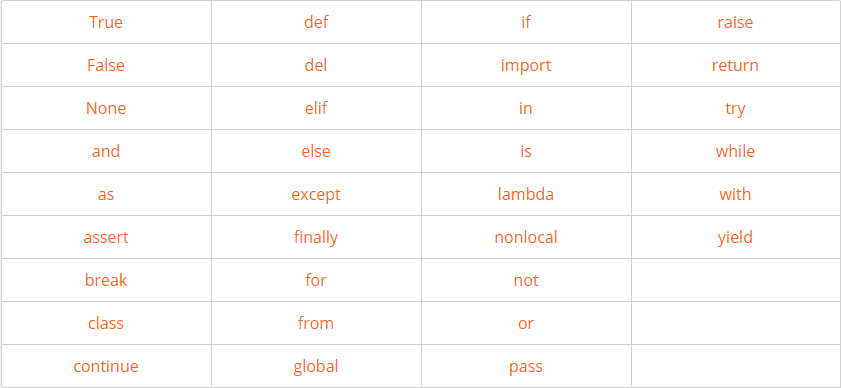 True def if raise
False del import return
None elif in try
and else is while
as except lambda with
assert finally nonlocal yield
break for not
class from or
continue global pass